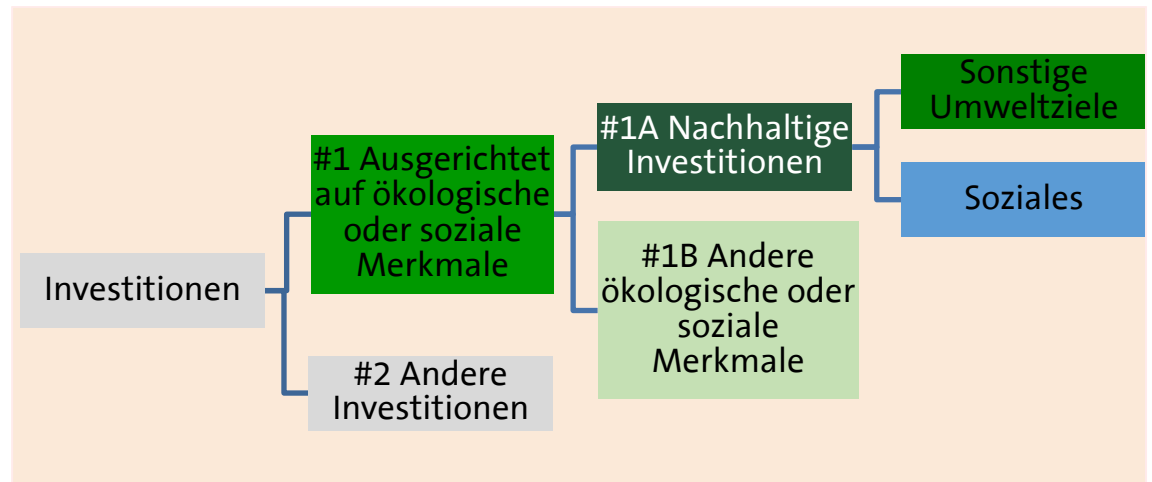 Investitionen
#1 Ausgerichtet
auf ökologische
oder soziale
Merkmale
#2 Andere
Investitionen
#1A Nachhaltige
Investitionen
#1B Andere
ökologische oder
soziale
Merkmale
Sonstige
Umweltziele
Soziales